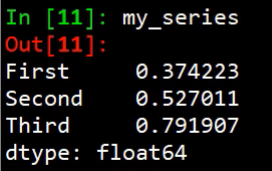 In [11]: my_series
Out[11]:
First     0.374223
Second    0.527011
Third     0.791907
dtype: float64